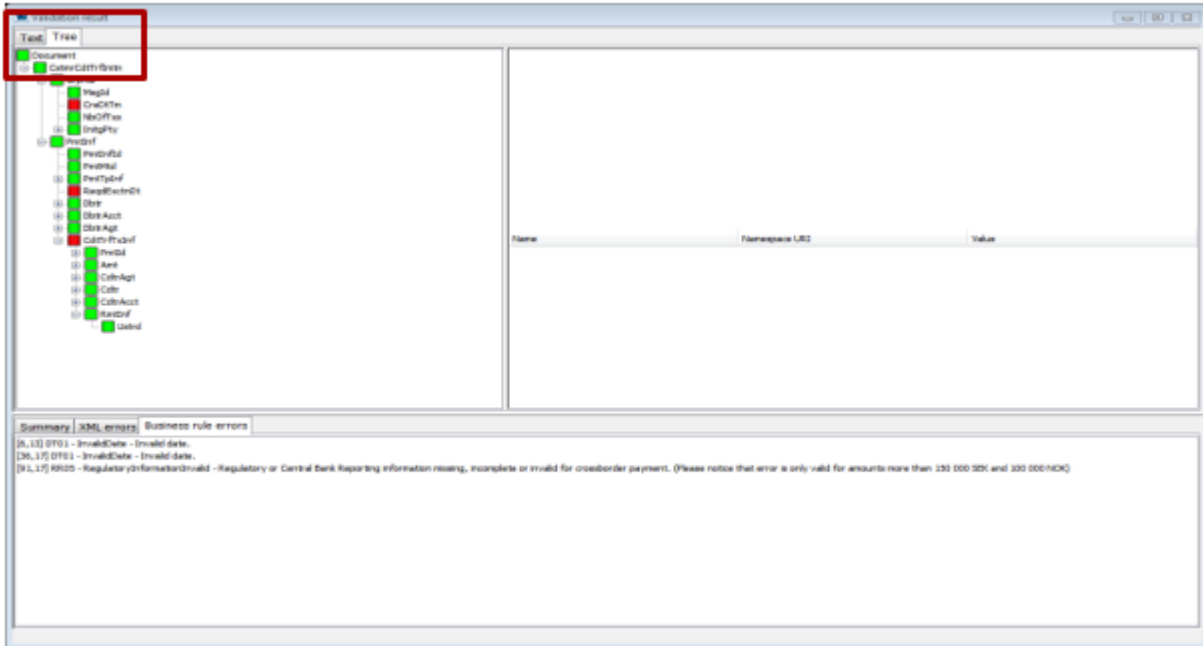 Validation result
Text Tree
Document
CstmrCdtTrfInitn
MsgId
CreDtTm
NbOfTxs
InitgPty
PmtInf
PmtInfId
PmtMtd
PmtTpInf
ReqdExctnDt
Dbtr
DbtrAcct
DbtrAgt
CdtTrfTxInf
PmtId
Amt
CdtrAgt
Cdtr
CdtrAcct
RmtInf
Ustrd
Name Namespace URI Value
Summary XML errors Business rule errors
[6,13] DT01 - InvalidDate - Invalid date.
[36,17] DT01 - InvalidDate - Invalid date.
[91,17] RR05 - RegulatoryInformationInvalid - Regulatory or Central Bank Reporting information missing, incomplete or invalid for crossborder payment. (Please notice that error is only valid for amounts more than 150 000 SEK and 100 000 NOK)